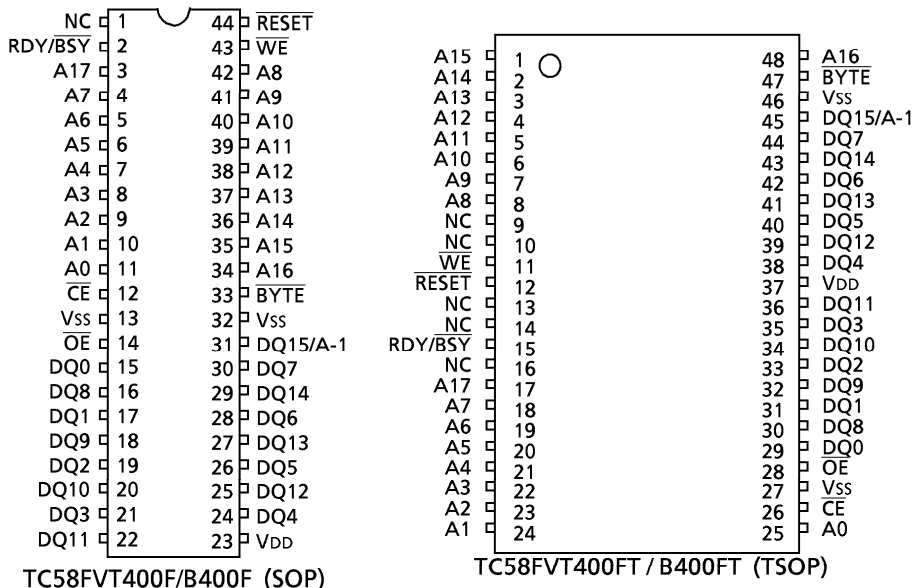 NC 1 44 RESET
RDY/BSY 2 43 WE
A17 3 42 A8
A7 4 41 A9
A6 5 40 A10
A5 6 39 A11
A4 7 38 A12
A3 8 37 A13
A2 9 36 A14
A1 10 35 A15
A0 11 34 A16
CE 12 33 BYTE
VSS 13 32 VSS
OE 14 31 DQ15/A-1
DQ0 15 30 DQ7
DQ8 16 29 DQ14
DQ1 17 28 DQ6
DQ9 18 27 DQ13
DQ2 19 26 DQ5
DQ10 20 25 DQ12
DQ3 21 24 DQ4
DQ11 22 23 VDD
TC58FVT400F/B400F (SOP)
A15 1 48 A16
A14 2 47 BYTE
A13 3 46 VSS
A12 4 45 DQ15/A-1
A11 5 44 DQ7
A10 6 43 DQ14
A9 7 42 DQ6
A8 8 41 DQ13
NC 9 40 DQ5
NC 10 39 DQ12
WE 11 38 DQ4
RESET 12 37 VDD
NC 13 36 DQ11
NC 14 35 DQ3
RDY/BSY 15 34 DQ10
NC 16 33 DQ2
A17 17 32 DQ9
A7 18 31 DQ1
A6 19 30 DQ8
A5 20 29 DQ0
A4 21 28 OE
A3 22 27 VSS
A2 23 26 CE
A1 24 25 A0
TC58FVT400FT / B400FT (TSOP)